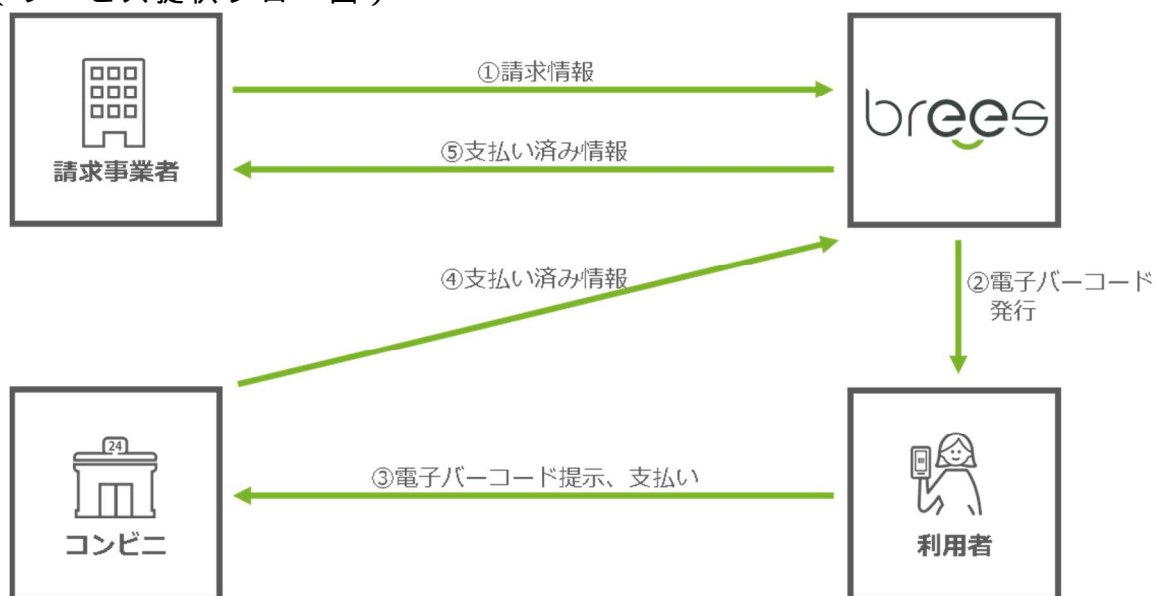 ①請求情報
brees
⑤支払い済み情報
請求事業者
④支払い済み情報
②電子バーコード
発行
24
③電子バーコード提示、支払い
コンビニ
利用者